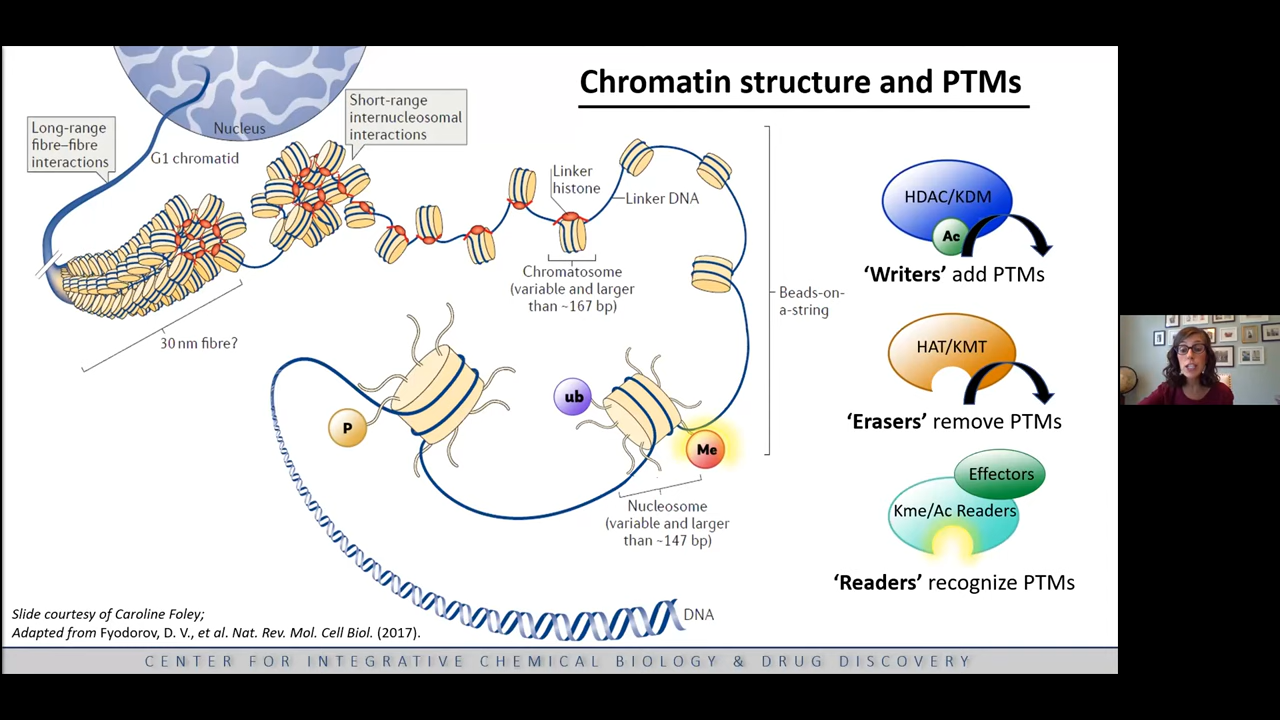 Chromatin structure and PTMs
Long-range
fibre–fibre
interactions
Nucleus
G1 chromatid
Short-range
internucleosomal
interactions
Linker
histone
Linker DNA
Chromatosome
(variable and larger
than ~167 bp)
30 nm fibre?
Beads-on-
a-string
P
ub
Me
Nucleosome
(variable and larger
than ~147 bp)
DNA
HDAC/KDM
Ac
‘Writers’ add PTMs
HAT/KMT
‘Erasers’ remove PTMs
Effectors
Kme/Ac Readers
‘Readers’ recognize PTMs
Slide courtesy of Caroline Foley;
Adapted from Fyodorov, D. V., et al. Nat. Rev. Mol. Cell Biol. (2017).
CENTER FOR INTEGRATIVE CHEMICAL BIOLOGY & DRUG DISCOVERY